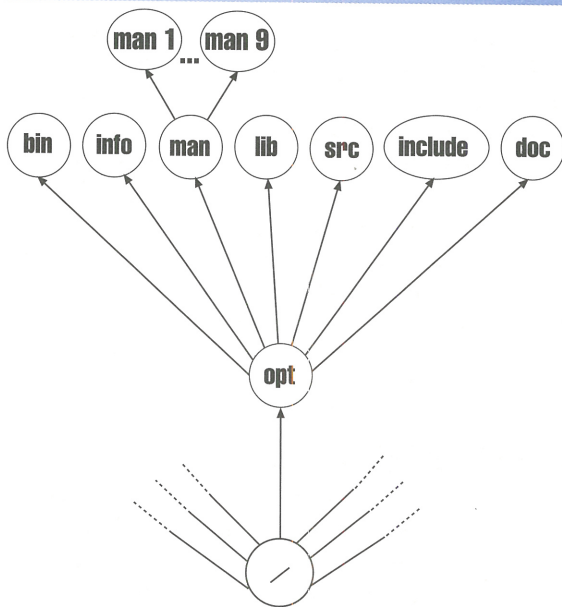 man 1 ... man 9
bin info man lib src include doc
opt
/